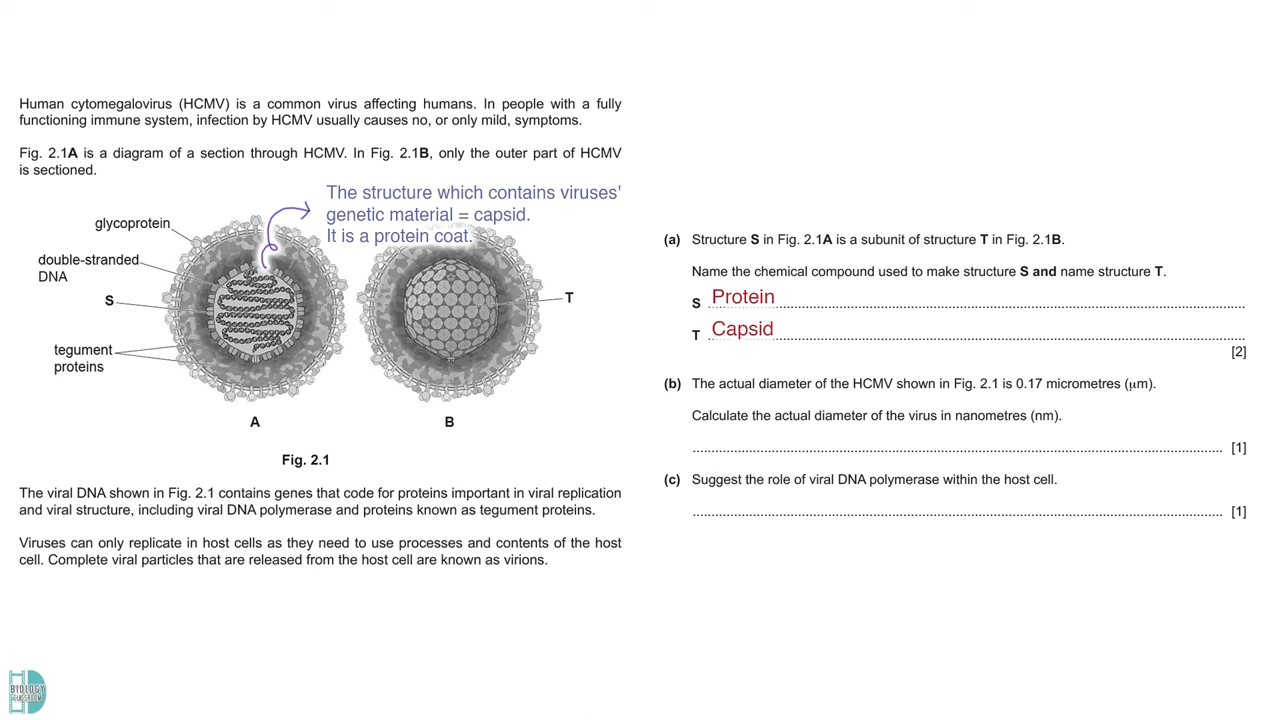 Human cytomegalovirus (HCMV) is a common virus affecting humans. In people with a fully
functioning immune system, infection by HCMV usually causes no, or only mild, symptoms.
Fig. 2.1A is a diagram of a section through HCMV. In Fig. 2.1B, only the outer part of HCMV
is sectioned.
The structure which contains viruses'
genetic material = capsid.
It is a protein coat.
glycoprotein
double-stranded
DNA
S
tegument
proteins
T
A
B
Fig. 2.1
The viral DNA shown in Fig. 2.1 contains genes that code for proteins important in viral replication
and viral structure, including viral DNA polymerase and proteins known as tegument proteins.
Viruses can only replicate in host cells as they need to use processes and contents of the host
cell. Complete viral particles that are released from the host cell are known as virions.
(a) Structure S in Fig. 2.1A is a subunit of structure T in Fig. 2.1B.
Name the chemical compound used to make structure S and name structure T.
S Protein
T Capsid
[2]
(b) The actual diameter of the HCMV shown in Fig. 2.1 is 0.17 micrometres (µm).
Calculate the actual diameter of the virus in nanometres (nm).
[1]
(c) Suggest the role of viral DNA polymerase within the host cell.
[1]
BIOLOGY
CLASSROOM